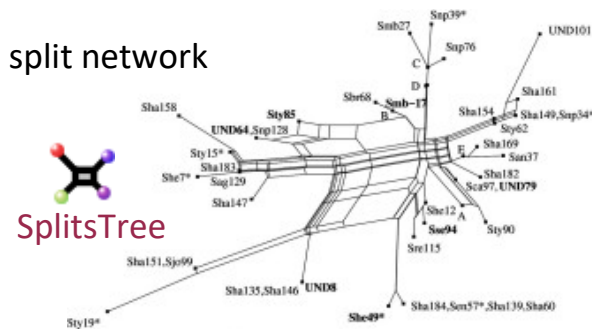 Snp39*
Smb27
UND101
split network
Snp76
C
D
Sha161
Sbr68
Smb-17
Sha158
Sty85
B
Sha154
Sha149,Snp34*
UND64,Snp128
Sty62
Sty15*
E
Sha169
San37
She7*
Sha183
Sag129
Sha182
Sca97,UND79
Sha147
She12
A
SplitsTree
Sse94
Sty90
Sre115
Sha151,Sjo99
Sha135,Sha146
UND8
She49*
Sha184,Sen57*,Sha139,Sha60
Sty19*